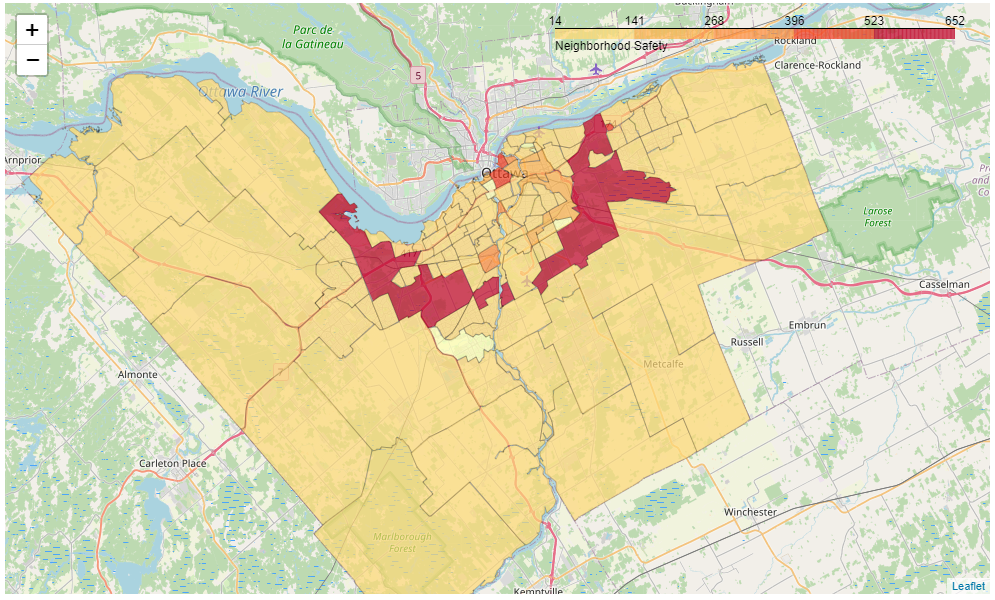 +
−
Parc de
la Gatineau
5
14 141 268 396 523 652
Neighborhood Safety
Rockland
Clarence-Rockland
Ottawa River
Arnprior
Ottawa
417
Larose
Forest
Casselman
Embrun
Russell
Metcalfe
Almonte
Carleton Place
Winchester
Marlborough
Forest
Kemptville
Leaflet